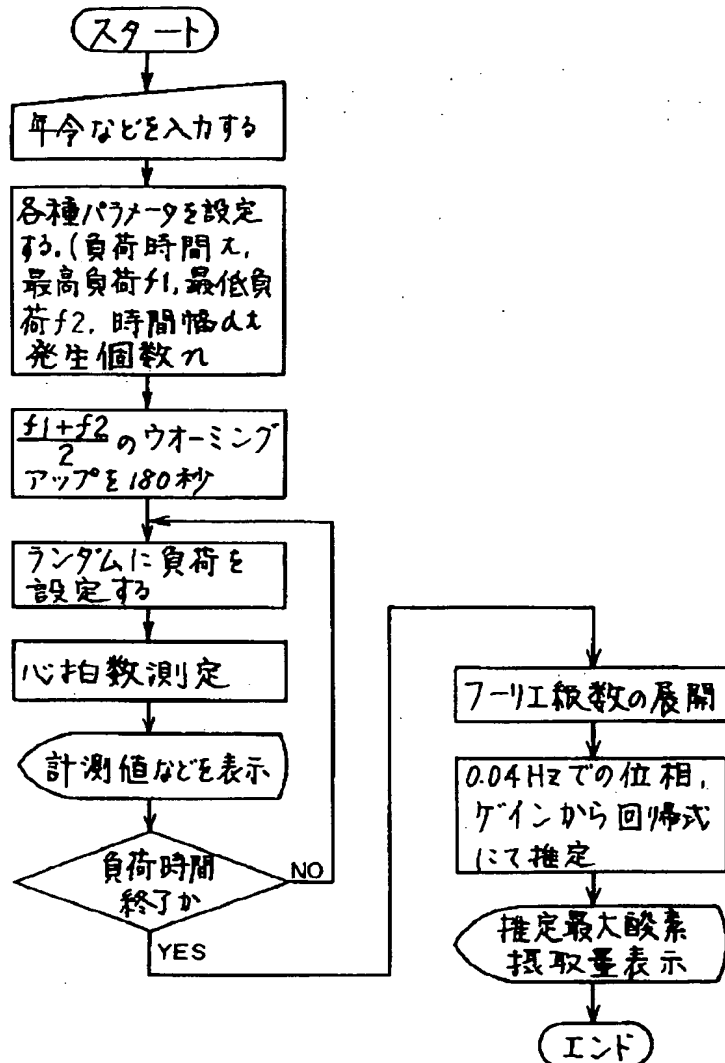 スタート
年令などを入力する
各種パラメータを設定
する.(負荷時間t,
最高負荷f1,最低負
荷f2,時間幅dt
発生個数n
f1+f2
2
のウオーミング
アップを180秒
ランダムに負荷を
設定する
心拍数測定
計測値などを表示
負荷時間
終了か
NO
YES
フーリエ級数の展開
0.04Hzでの位相,
ゲインから回帰式
にて推定
推定最大酸素
摂取量表示
エンド